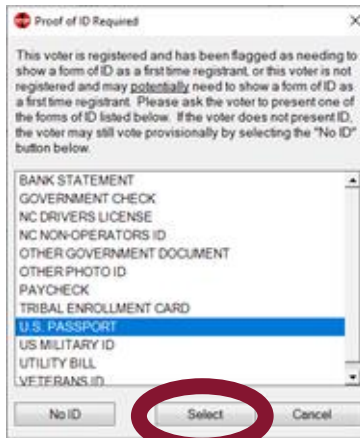 Proof of ID Required
This voter is registered and has been flagged as needing to
show a form of ID as a first time registrant, or this voter is not
registered and may potentially need to show a form of ID as
a first time registrant. Please ask the voter to present one of
the forms of ID listed below. If the voter does not present ID,
the voter may still vote provisionally by selecting the "No ID"
button below.
BANK STATEMENT
GOVERNMENT CHECK
NC DRIVERS LICENSE
NC NON-OPERATORS ID
OTHER GOVERNMENT DOCUMENT
OTHER PHOTO ID
PAYCHECK
TRIBAL ENROLLMENT CARD
U.S. PASSPORT
US MILITARY ID
UTILITY BILL
VETERANS ID
No ID Select Cancel